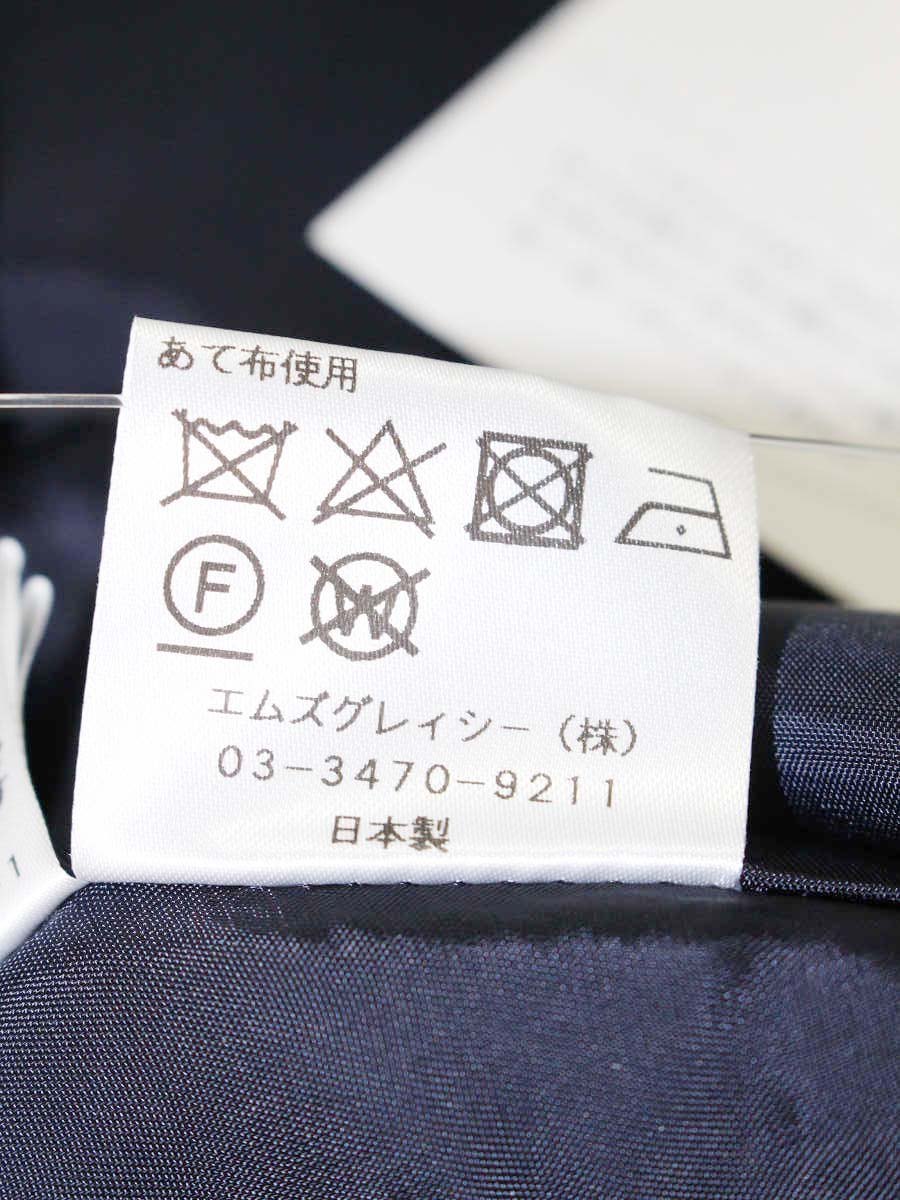 あて布使用
F W
エムズグレイシー（株）
03-3470-9211
日本製
1